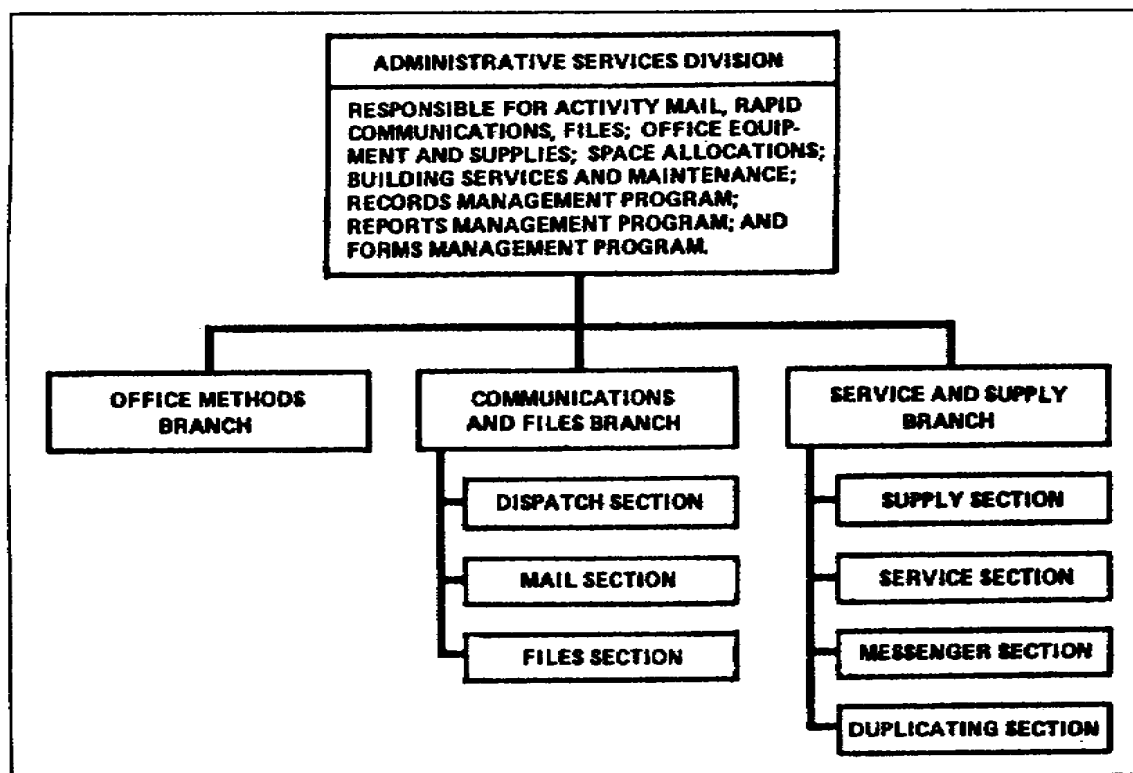 ADMINISTRATIVE SERVICES DIVISION
RESPONSIBLE FOR ACTIVITY MAIL, RAPID
COMMUNICATIONS, FILES; OFFICE EQUIP-
MENT AND SUPPLIES; SPACE ALLOCATIONS;
BUILDING SERVICES AND MAINTENANCE;
RECORDS MANAGEMENT PROGRAM;
REPORTS MANAGEMENT PROGRAM; AND
FORMS MANAGEMENT PROGRAM.
OFFICE METHODS
BRANCH
COMMUNICATIONS
AND FILES BRANCH
DISPATCH SECTION
MAIL SECTION
FILES SECTION
SERVICE AND SUPPLY
BRANCH
SUPPLY SECTION
SERVICE SECTION
MESSENGER SECTION
DUPLICATING SECTION